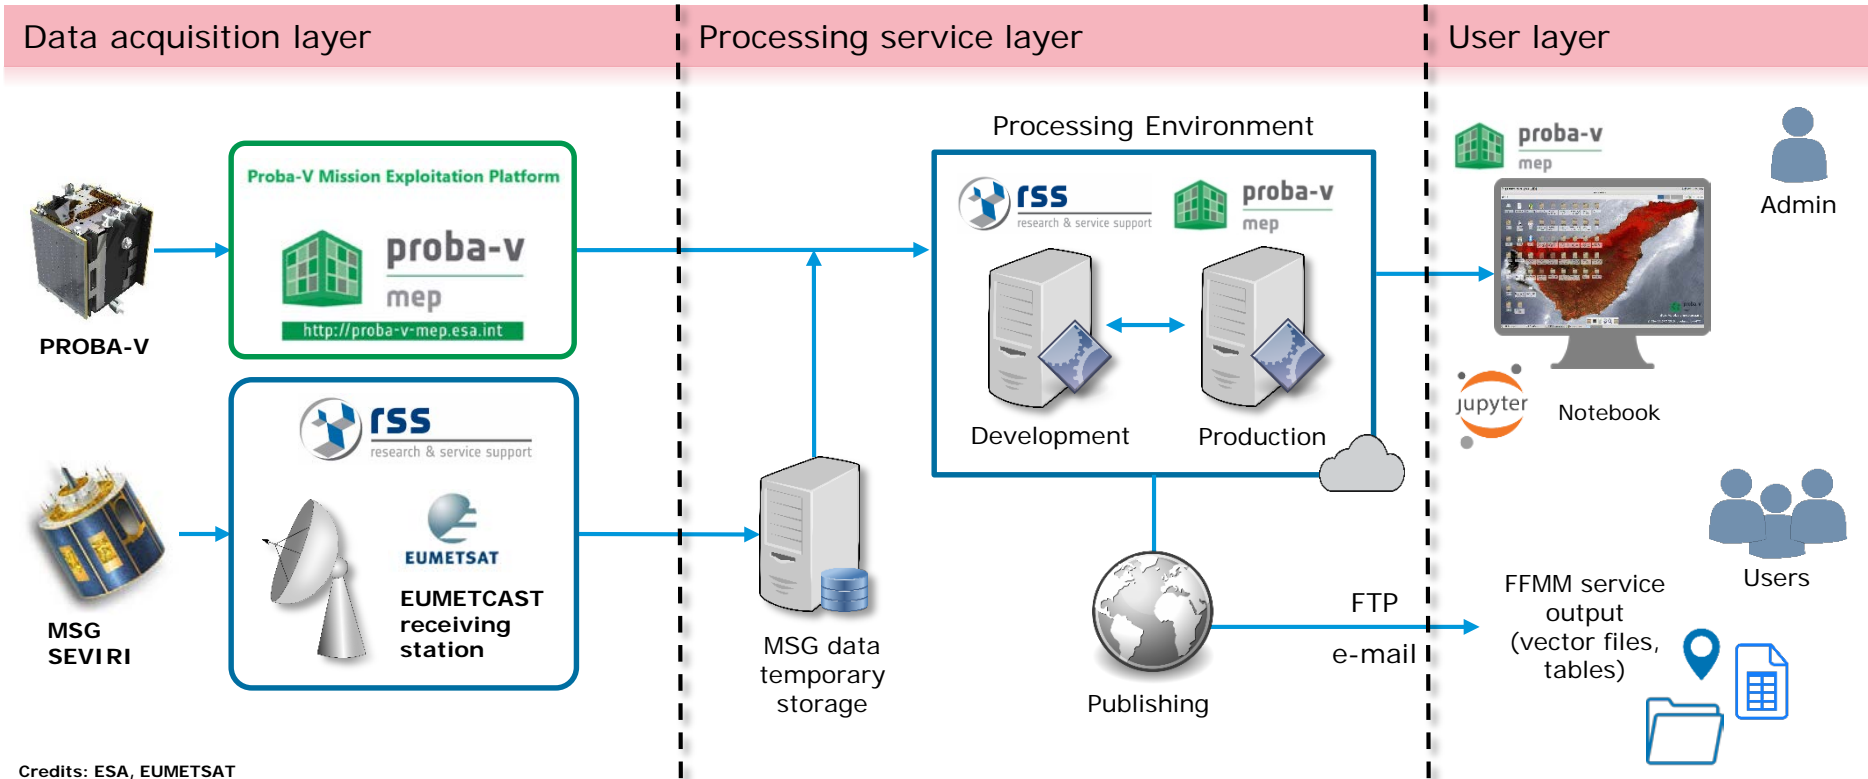 Data acquisition layer
Processing service layer
User layer
Proba-V Mission Exploitation Platform
proba-v
mep
http://proba-v-mep.esa.int
PROBA-V
rss
research & service support
EUMETSAT
EUMETCAST
receiving
station
MSG
SEVIRI
MSG data
temporary
storage
Processing Environment
rss
research & service support
proba-v
mep
Development
Production
Publishing
FTP
e-mail
proba-v
mep
Admin
jupyter
Notebook
Users
FFMM service
output
(vector files,
tables)
Credits: ESA, EUMETSAT